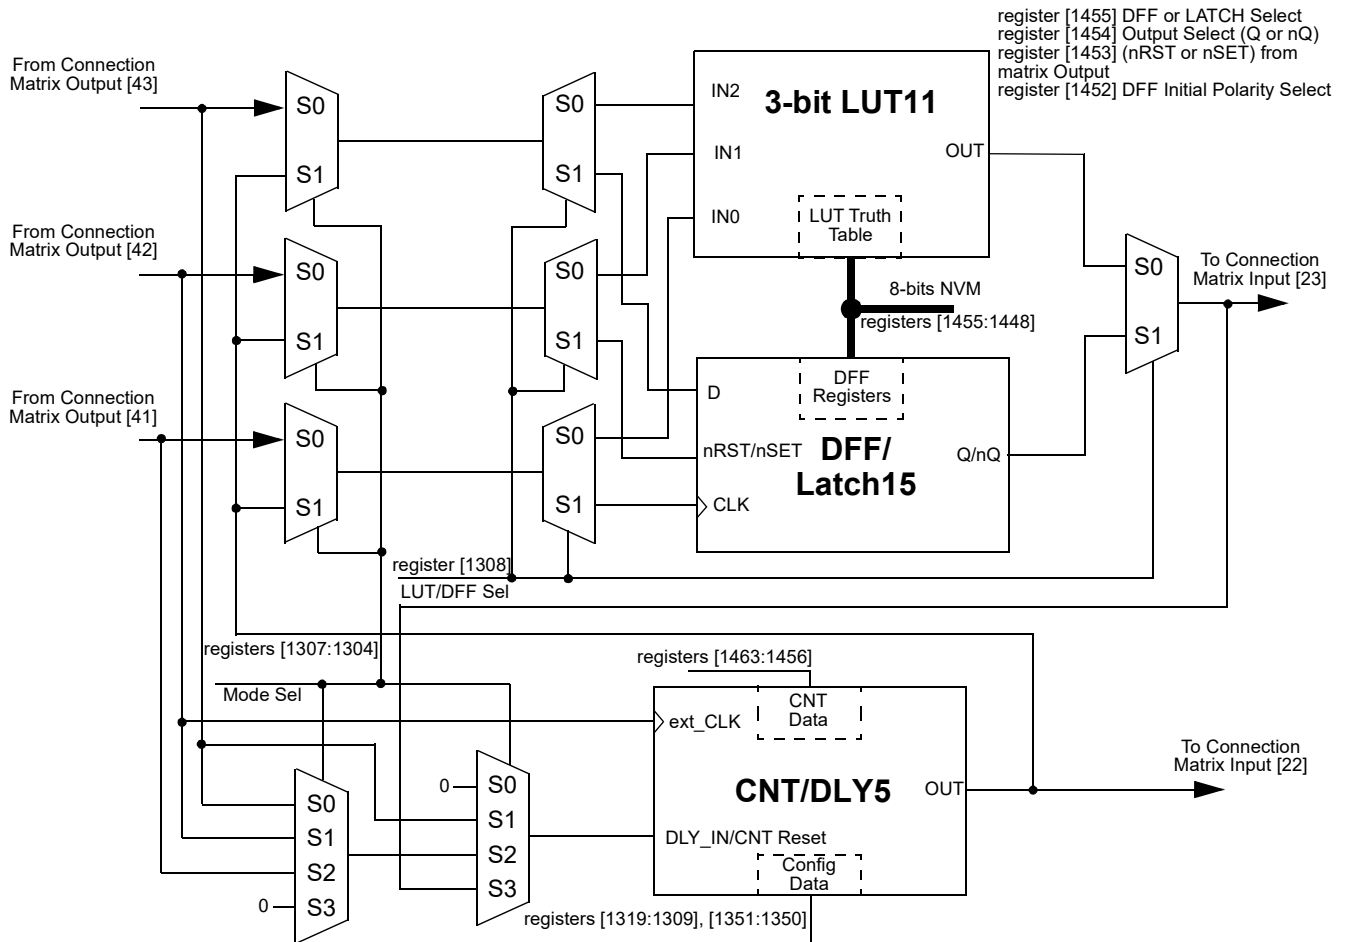 register [1455] DFF or LATCH Select
register [1454] Output Select (Q or nQ)
register [1453] (nRST or nSET) from
matrix Output
register [1452] DFF Initial Polarity Select
From Connection
Matrix Output [43]
S0
S1
S0
S1
IN2
3-bit LUT11
IN1
OUT
IN0
LUT Truth
Table
From Connection
Matrix Output [42]
S0
S1
S0
S1
8-bits NVM
registers [1455:1448]
S0
S1
To Connection
Matrix Input [23]
From Connection
Matrix Output [41]
S0
S1
S0
S1
DFF
Registers
D
nRST/nSET
DFF/
Latch15
Q/nQ
CLK
register [1308]
LUT/DFF Sel
registers [1307:1304]
Mode Sel
registers [1463:1456]
CNT
Data
ext_CLK
CNT/DLY5
OUT
To Connection
Matrix Input [22]
DLY_IN/CNT Reset
Config
Data
0
S0
S1
S2
S3
S0
S1
S2
0
S3
registers [1319:1309], [1351:1350]